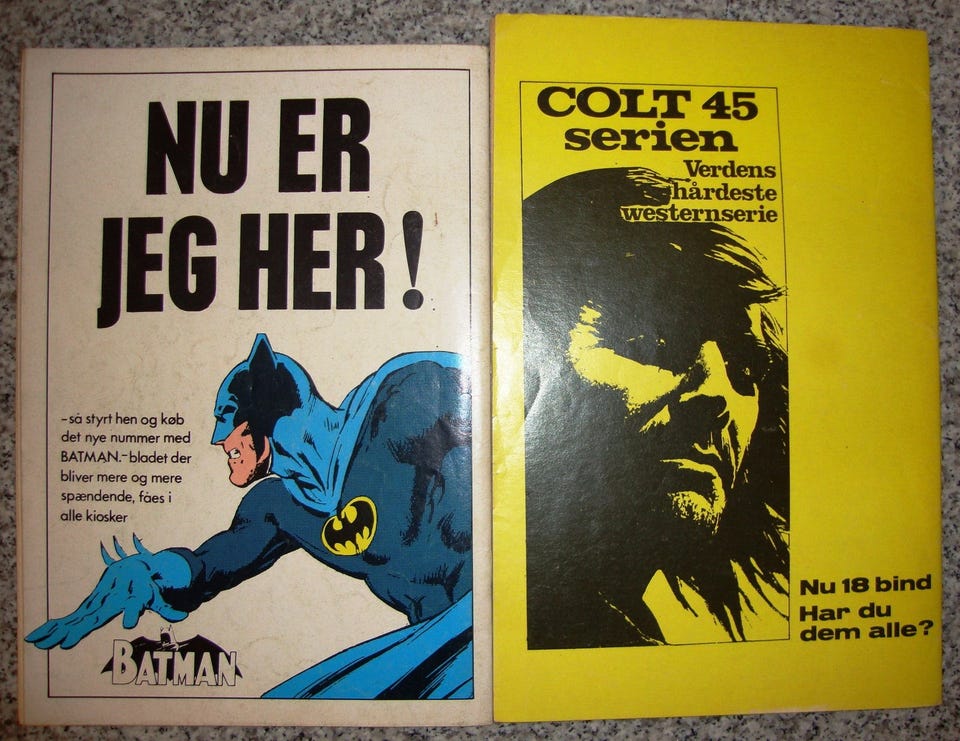 NU ER
JEG HER!
-så styrt hen og køb
det nye nummer med
BATMAN.-bladet der
bliver mere og mere
spændende, fåes i
alle kiosker
BATMAN
COLT 45
serien
Verdens
hårdeste
westernserie
Nu 18 bind
Har du
dem alle?